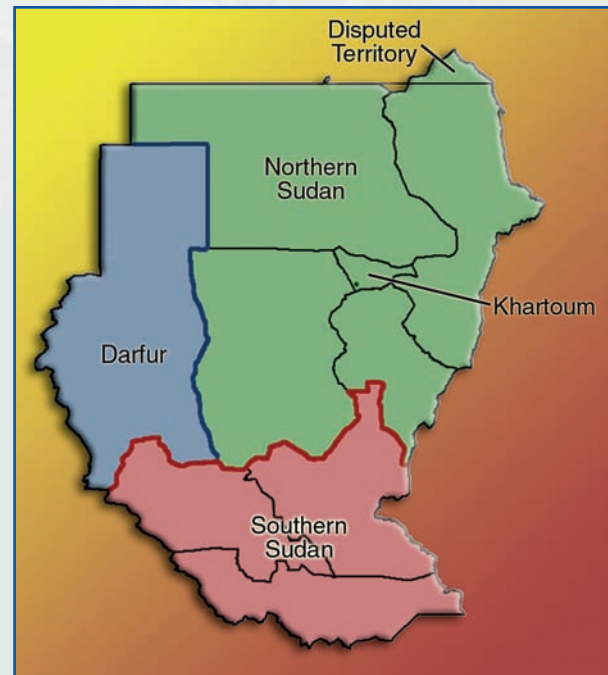 Disputed
Territory
Northern
Sudan
Khartoum
Darfur
Southern
Sudan